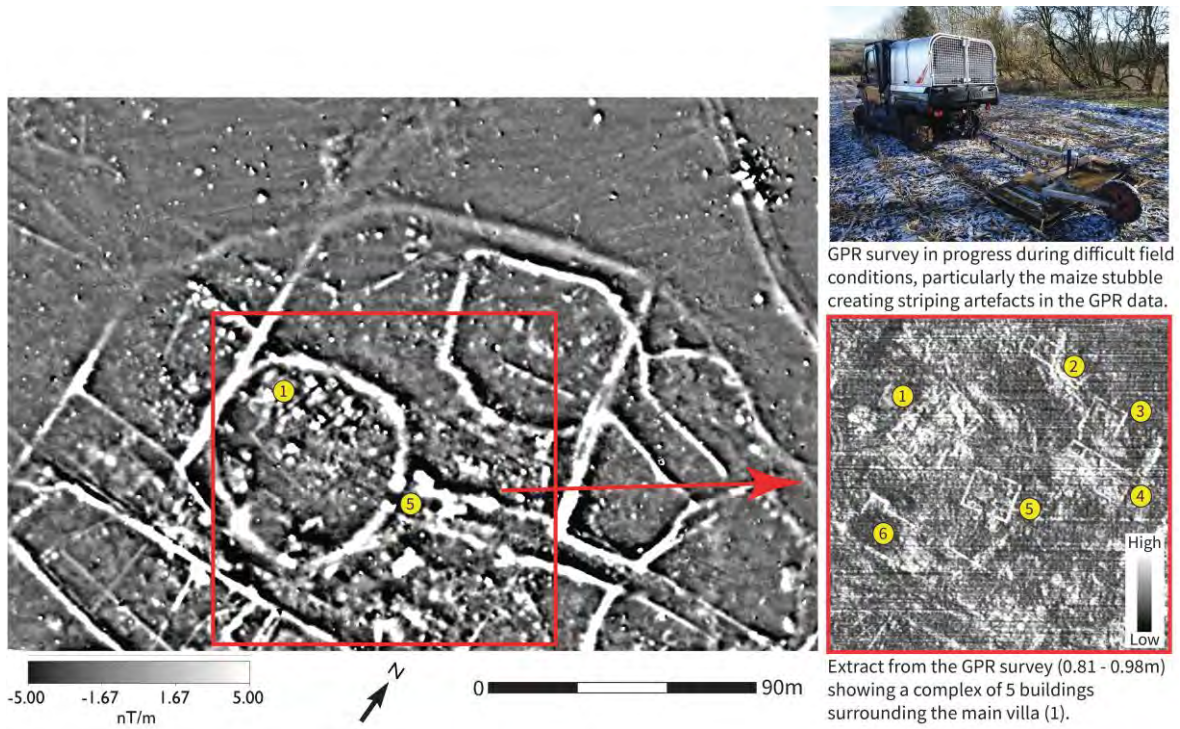 GPR survey in progress during difficult field
conditions, particularly the maize stubble
creating striping artefacts in the GPR data.
1
5
1
2
3
4
5
6
High
Low
-5.00 -1.67 1.67 5.00
nT/m
N
0 90m
Extract from the GPR survey (0.81 - 0.98m)
showing a complex of 5 buildings
surrounding the main villa (1).